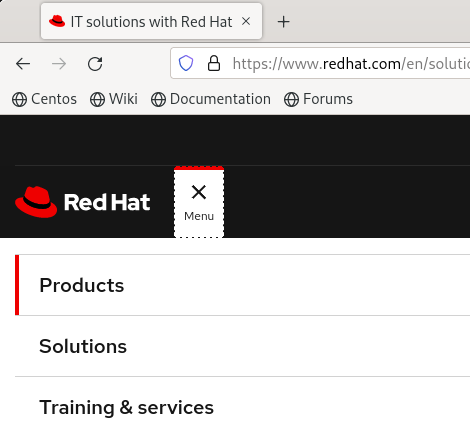 IT solutions with Red Hat
https://www.redhat.com/en/soluti
Centos Wiki Documentation Forums
Red Hat
Menu
Products
Solutions
Training & services